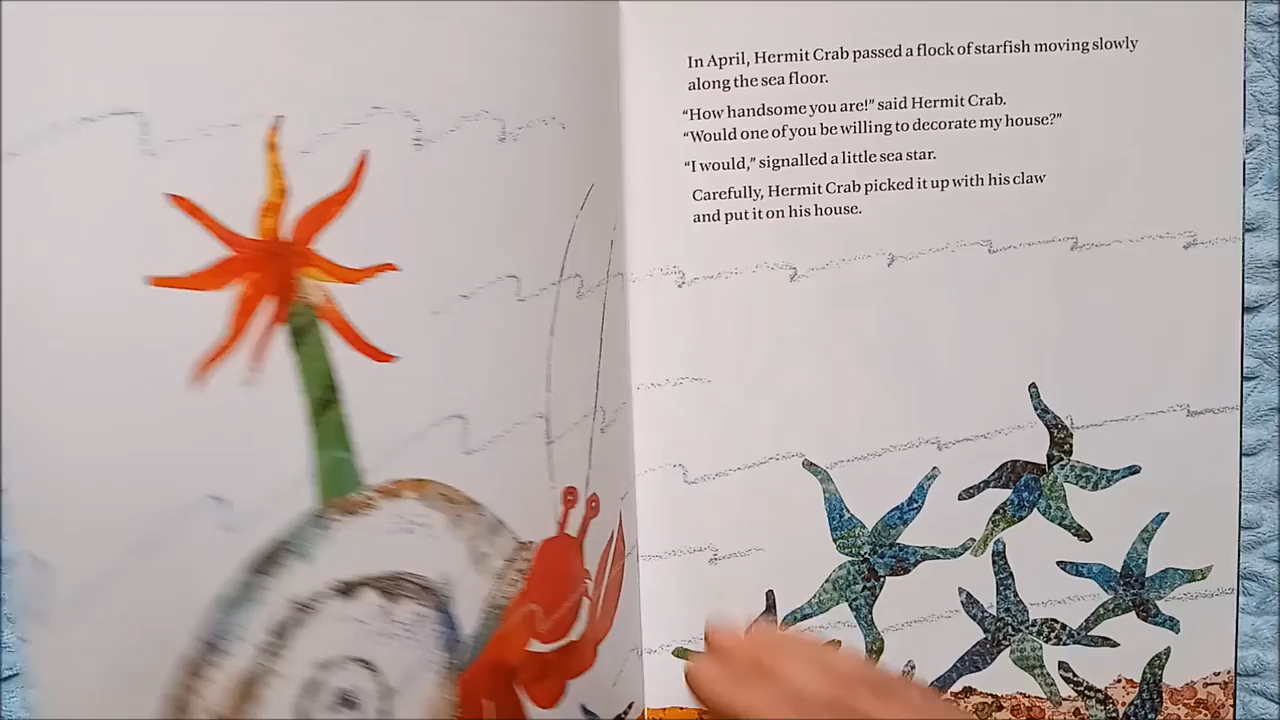 In April, Hermit Crab passed a flock of starfish moving slowly
along the sea floor.
“How handsome you are!” said Hermit Crab.
“Would one of you be willing to decorate my house?”
“I would,” signalled a little sea star.
Carefully, Hermit Crab picked it up with his claw
and put it on his house.